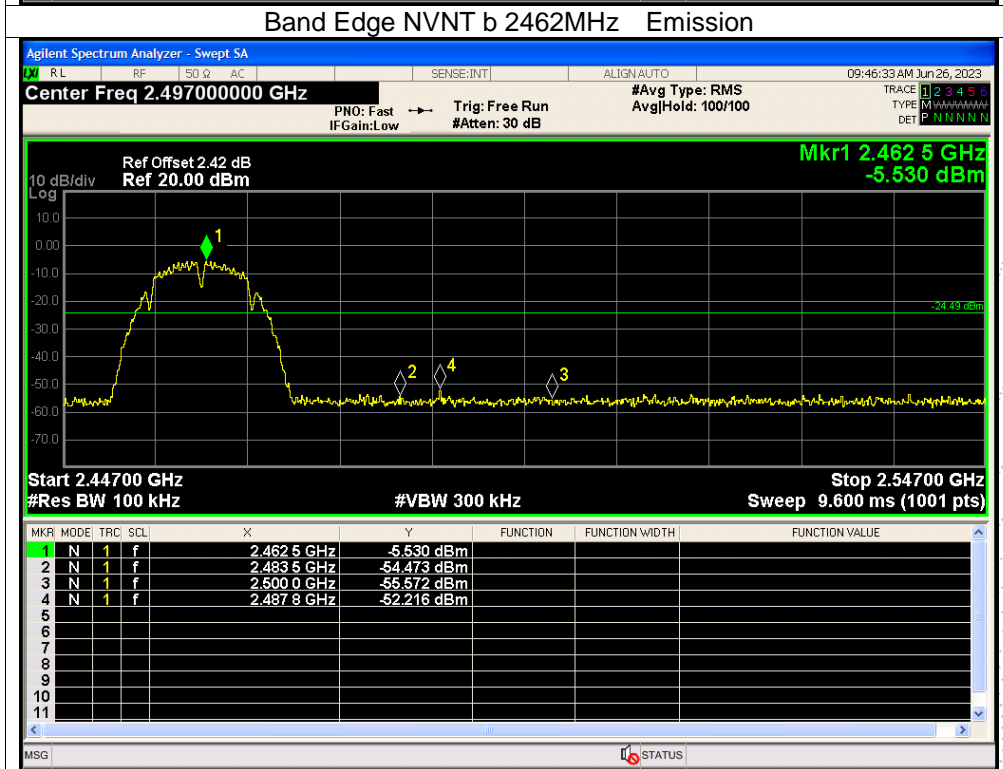 Band Edge NVNT b 2462MHz Emission
Agilent Spectrum Analyzer - Swept SA
LXI RL RF 50 Ω AC SENSE:INT ALIGN AUTO 09:46:33 AM Jun 26, 2023
Center Freq 2.497000000 GHz #Avg Type: RMS TRACE 1 2 3 4 5 6
PNO: Fast Trig: Free Run Avg|Hold: 100/100 TYPE M WWWWW
IFGain:Low #Atten: 30 dB DET P N N N N N
Mkr1 2.462 5 GHz
Ref Offset 2.42 dB
10 dB/div Ref 20.00 dBm -5.530 dBm
Log
10.0
1
0.00
-10.0
-20.0
-24.49 dBm
-30.0
-40.0
2 4 3
-50.0
-60.0
-70.0
Start 2.44700 GHz Stop 2.54700 GHz
#Res BW 100 kHz #VBW 300 kHz Sweep 9.600 ms (1001 pts)
MKR MODE TRC SCL X Y FUNCTION FUNCTION WIDTH FUNCTION VALUE
1 N 1 f 2.462 5 GHz -5.530 dBm
2 N 1 f 2.483 5 GHz -54.473 dBm
3 N 1 f 2.500 0 GHz -55.572 dBm
4 N 1 f 2.487 8 GHz -52.216 dBm
5
6
7
8
9
10
11
MSG STATUS